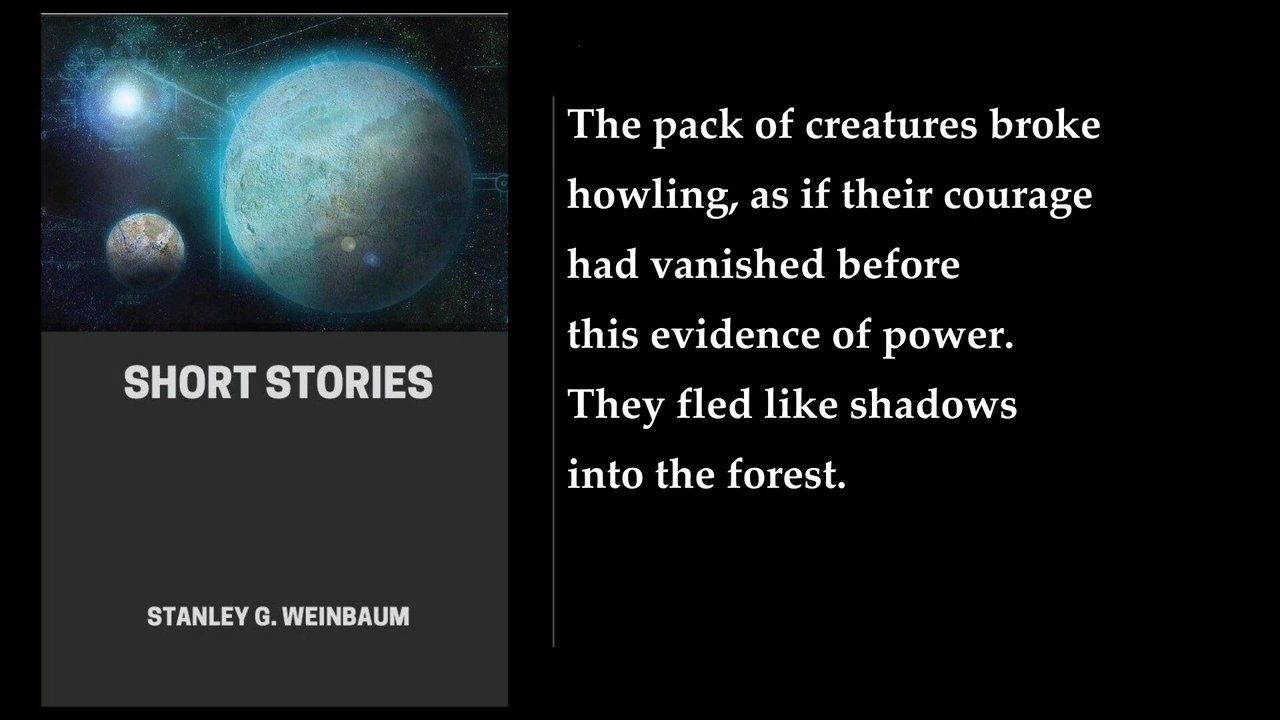 SHORT STORIES
STANLEY G. WEINBAUM
The pack of creatures broke
howling, as if their courage
had vanished before
this evidence of power.
They fled like shadows
into the forest.